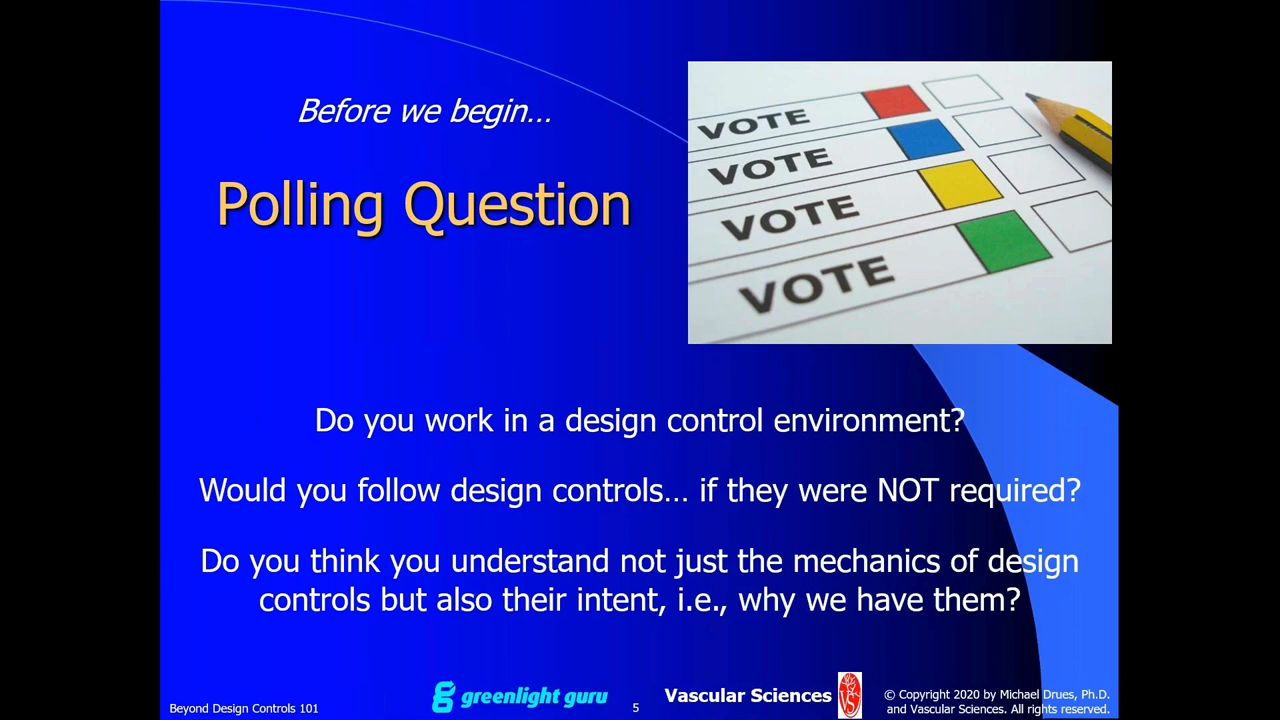 Before we begin...
Polling Question
VOTE
VOTE
VOTE
VOTE
Do you work in a design control environment?
Would you follow design controls... if they were NOT required?
Do you think you understand not just the mechanics of design
controls but also their intent, i.e., why we have them?
Beyond Design Controls 101
greenlight guru
5
Vascular Sciences
VS
© Copyright 2020 by Michael Drues, Ph.D.
and Vascular Sciences. All rights reserved.